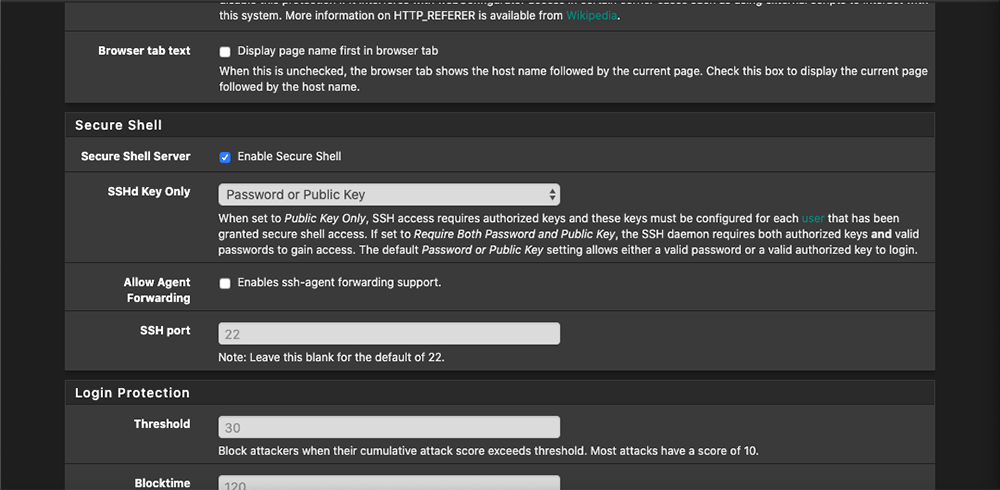 this system. More information on HTTP_REFERER is available from Wikipedia.
Browser tab text
Display page name first in browser tab
When this is unchecked, the browser tab shows the host name followed by the current page. Check this box to display the current page
followed by the host name.
Secure Shell
Secure Shell Server
Enable Secure Shell
SSHd Key Only
Password or Public Key
When set to Public Key Only, SSH access requires authorized keys and these keys must be configured for each user that has been
granted secure shell access. If set to Require Both Password and Public Key, the SSH daemon requires both authorized keys and valid
passwords to gain access. The default Password or Public Key setting allows either a valid password or a valid authorized key to login.
Allow Agent
Forwarding
Enables ssh-agent forwarding support.
SSH port
22
Note: Leave this blank for the default of 22.
Login Protection
Threshold
30
Block attackers when their cumulative attack score exceeds threshold. Most attacks have a score of 10.
Blocktime
120